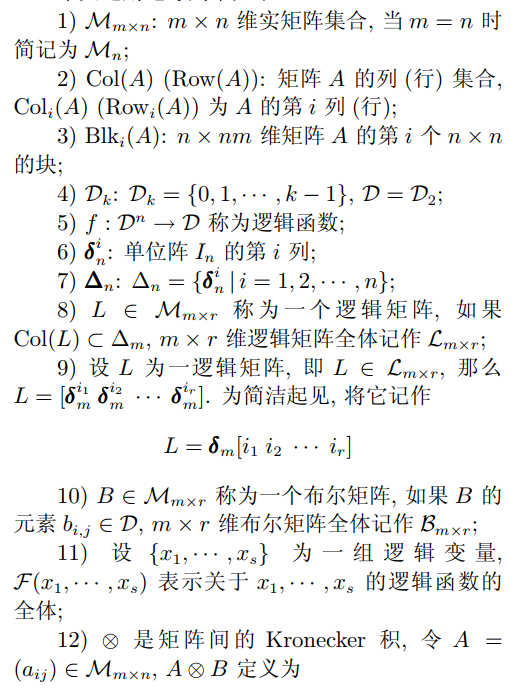 1) $\mathcal{M}_{m\times n}$: $m \times n$ 维实矩阵集合, 当 $m = n$ 时
简记为 $\mathcal{M}_n$;
2) Col($A$) (Row($A$)): 矩阵 $A$ 的列 (行) 集合,
Col$_i$($A$) (Row$_i$($A$)) 为 $A$ 的第 $i$ 列 (行);
3) Blk$_i$($A$): $n \times nm$ 维矩阵 $A$ 的第 $i$ 个 $n \times n$
的块;
4) $\mathcal{D}_k$: $\mathcal{D}_k = \{0, 1, \cdots, k-1\}$, $\mathcal{D} = \mathcal{D}_2$;
5) $f : \mathcal{D}^n \to \mathcal{D}$ 称为逻辑函数;
6) $\boldsymbol{\delta}_n^i$: 单位阵 $I_n$ 的第 $i$ 列;
7) $\boldsymbol{\Delta}_n$: $\Delta_n = \{\boldsymbol{\delta}_n^i \mid i = 1, 2, \cdots, n\}$;
8) $L \in \mathcal{M}_{m\times r}$ 称为一个逻辑矩阵, 如果
Col($L$) $\subset \Delta_m$, $m \times r$ 维逻辑矩阵全体记作 $\mathcal{L}_{m\times r}$;
9) 设 $L$ 为一逻辑矩阵, 即 $L \in \mathcal{L}_{m\times r}$, 那么
$L = [\boldsymbol{\delta}_m^{i_1}\ \boldsymbol{\delta}_m^{i_2}\ \cdots\ \boldsymbol{\delta}_m^{i_r}]$. 为简洁起见, 将它记作
$L = \boldsymbol{\delta}_m[i_1\ i_2\ \cdots\ i_r]$
10) $B \in \mathcal{M}_{m\times r}$ 称为一个布尔矩阵, 如果 $B$ 的
元素 $b_{i,j} \in \mathcal{D}$, $m \times r$ 维布尔矩阵全体记作 $\mathcal{B}_{m\times r}$;
11) 设 $\{x_1, \cdots, x_s\}$ 为一组逻辑变量,
$\mathcal{F}(x_1, \cdots, x_s)$ 表示关于 $x_1, \cdots, x_s$ 的逻辑函数的
全体;
12) $\otimes$ 是矩阵间的 Kronecker 积, 令 $A =$
$(a_{ij}) \in \mathcal{M}_{m\times n}$, $A \otimes B$ 定义为